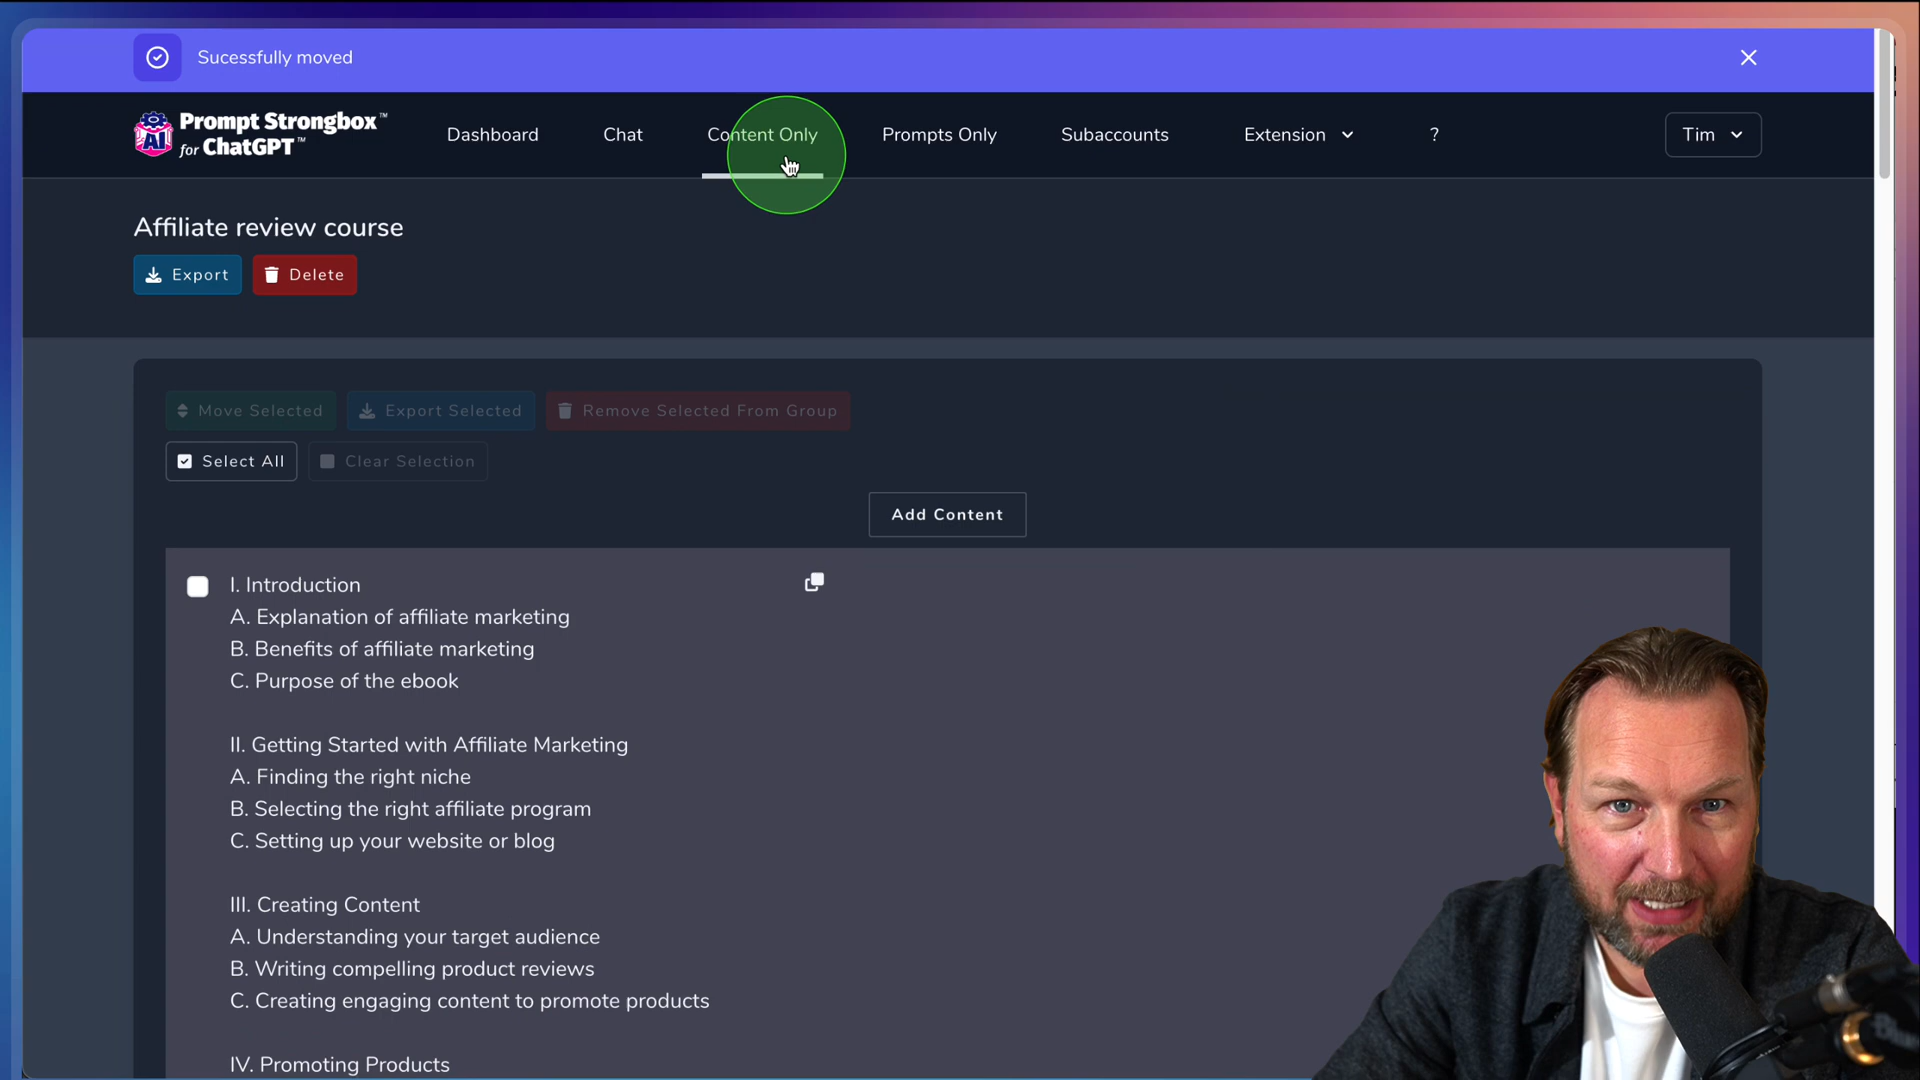 Sucessfully moved
Prompt Strongbox™
for ChatGPT™
AI
Dashboard
Chat
Content Only
Prompts Only
Subaccounts
Extension
?
Tim
Affiliate review course
Export
Delete
Move Selected
Export Selected
Remove Selected From Group
Select All
Clear Selection
Add Content
I. Introduction
A. Explanation of affiliate marketing
B. Benefits of affiliate marketing
C. Purpose of the ebook
II. Getting Started with Affiliate Marketing
A. Finding the right niche
B. Selecting the right affiliate program
C. Setting up your website or blog
III. Creating Content
A. Understanding your target audience
B. Writing compelling product reviews
C. Creating engaging content to promote products
IV. Promoting Products